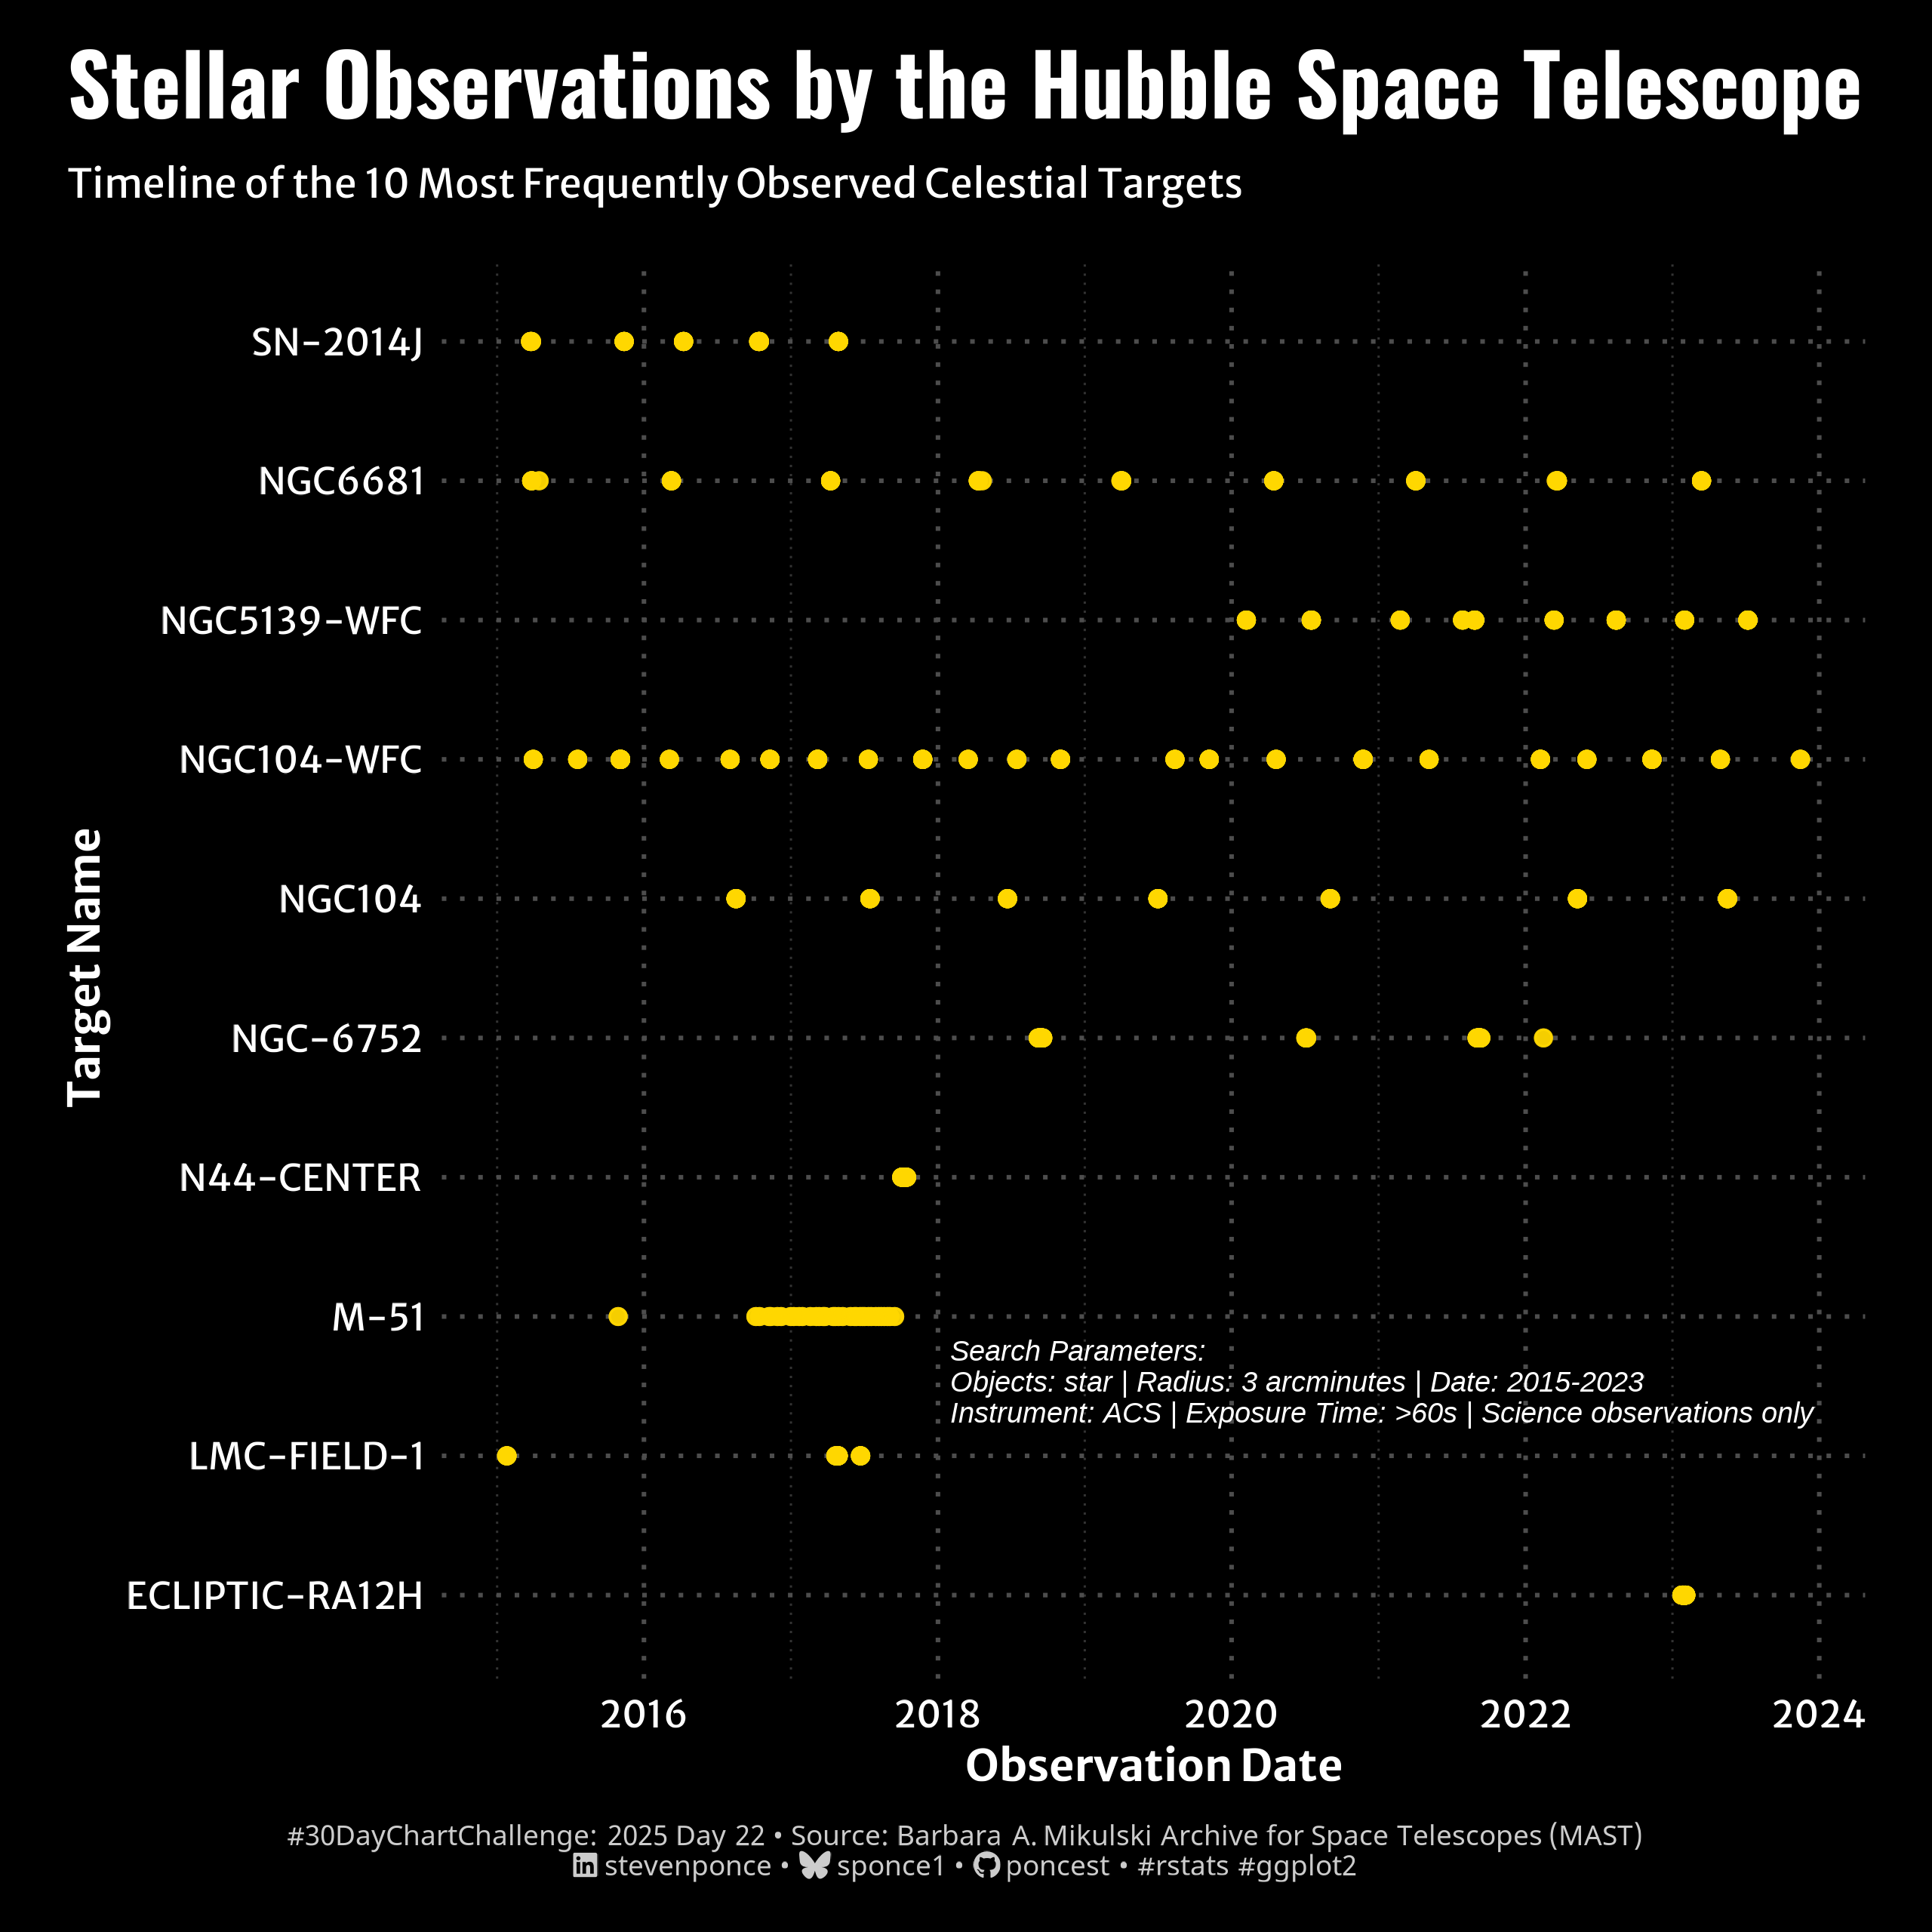 Stellar Observations by the Hubble Space Telescope
Timeline of the 10 Most Frequently Observed Celestial Targets
Target Name
SN-2014J
NGC6681
NGC5139-WFC
NGC104-WFC
NGC104
NGC-6752
N44-CENTER
M-51
Search Parameters:
Objects: star | Radius: 3 arcminutes | Date: 2015-2023
Instrument: ACS | Exposure Time: >60s | Science observations only
LMC-FIELD-1
ECLIPTIC-RA12H
2016 2018 2020 2022 2024
Observation Date
#30DayChartChallenge: 2025 Day 22 • Source: Barbara A. Mikulski Archive for Space Telescopes (MAST)
stevenponce • sponce1 • poncest • #rstats #ggplot2